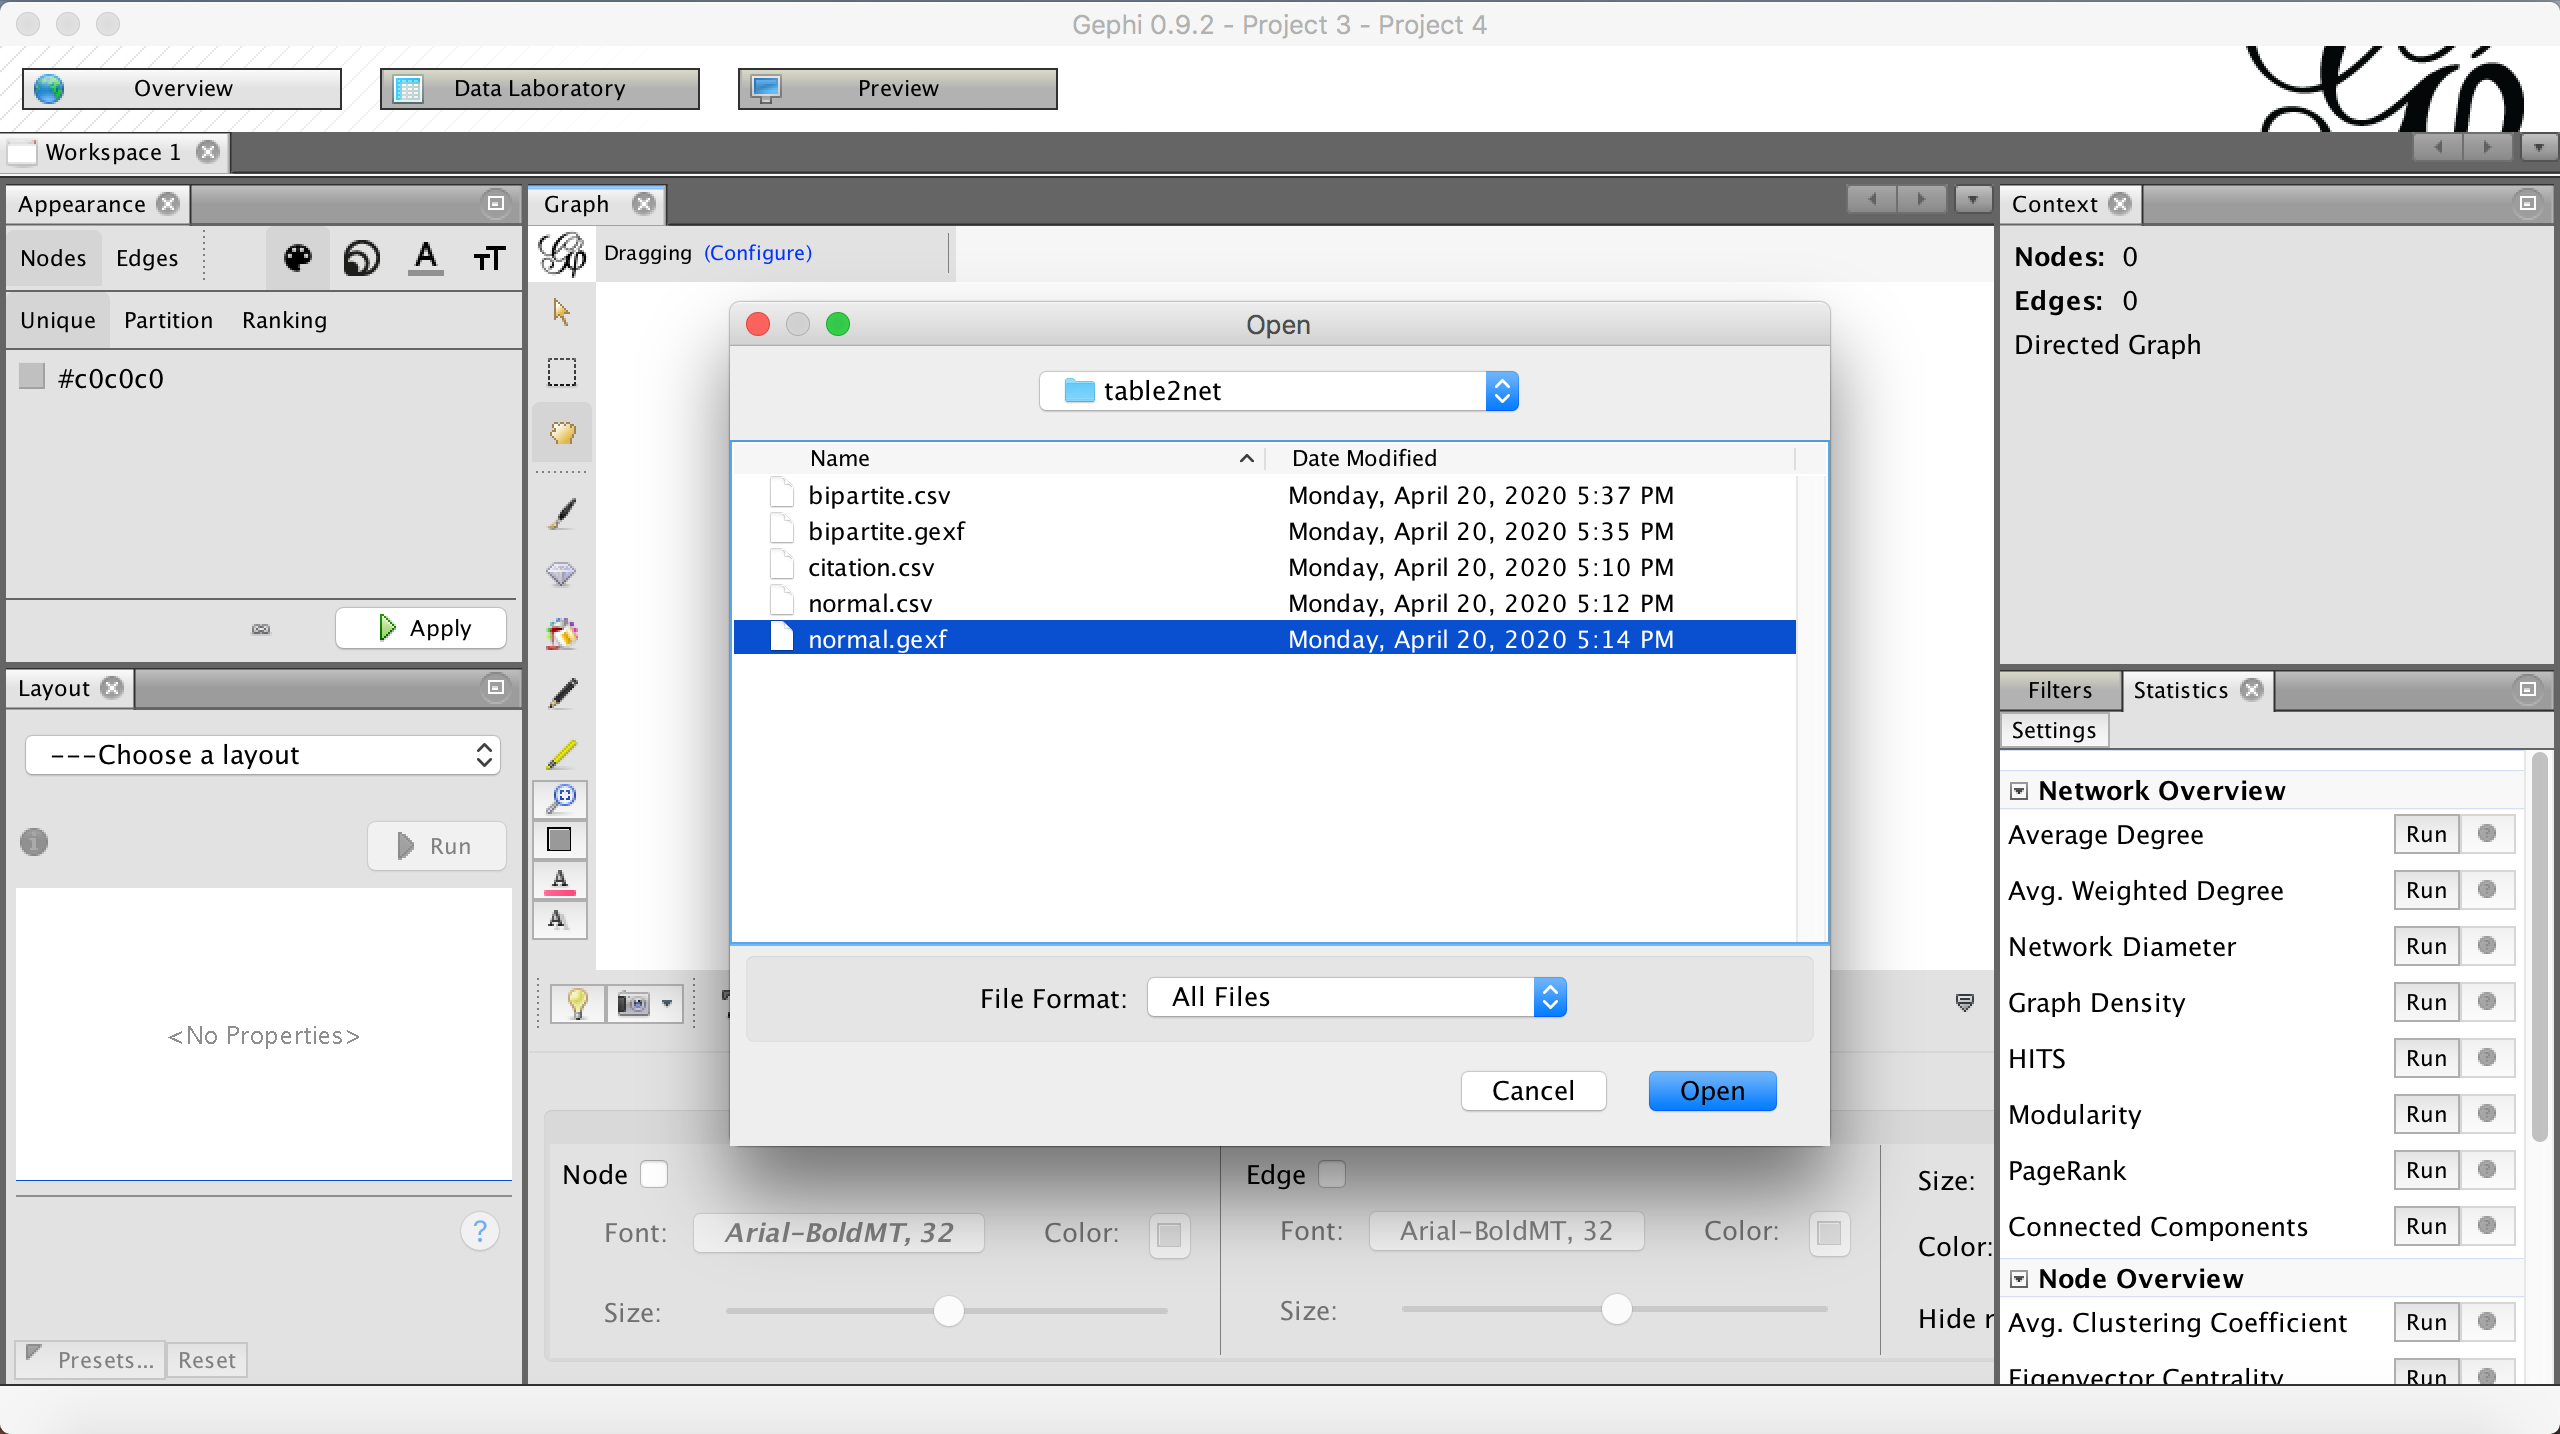 Gephi 0.9.2 - Project 3 - Project 4
Overview
Data Laboratory
Preview
Workspace 1
Appearance
Nodes
Edges
A
TT
Unique
Partition
Ranking
#c0c0c0
Apply
Layout
---Choose a layout
Run
<No Properties>
?
Presets...
Reset
Graph
Dragging (Configure)
A
A
Open
table2net
Name
Date Modified
bipartite.csv Monday, April 20, 2020 5:37 PM
bipartite.gexf Monday, April 20, 2020 5:35 PM
citation.csv Monday, April 20, 2020 5:10 PM
normal.csv Monday, April 20, 2020 5:12 PM
normal.gexf Monday, April 20, 2020 5:14 PM
File Format: All Files
Cancel
Open
Node
Font: Arial-BoldMT, 32 Color:
Size:
Edge
Font: Arial-BoldMT, 32 Color:
Size:
Size:
Color:
Hide
Context
Nodes: 0
Edges: 0
Directed Graph
Filters
Statistics
Settings
Network Overview
Average Degree Run
Avg. Weighted Degree Run
Network Diameter Run
Graph Density Run
HITS Run
Modularity Run
PageRank Run
Connected Components Run
Node Overview
Avg. Clustering Coefficient Run
Eigenvector Centrality Run